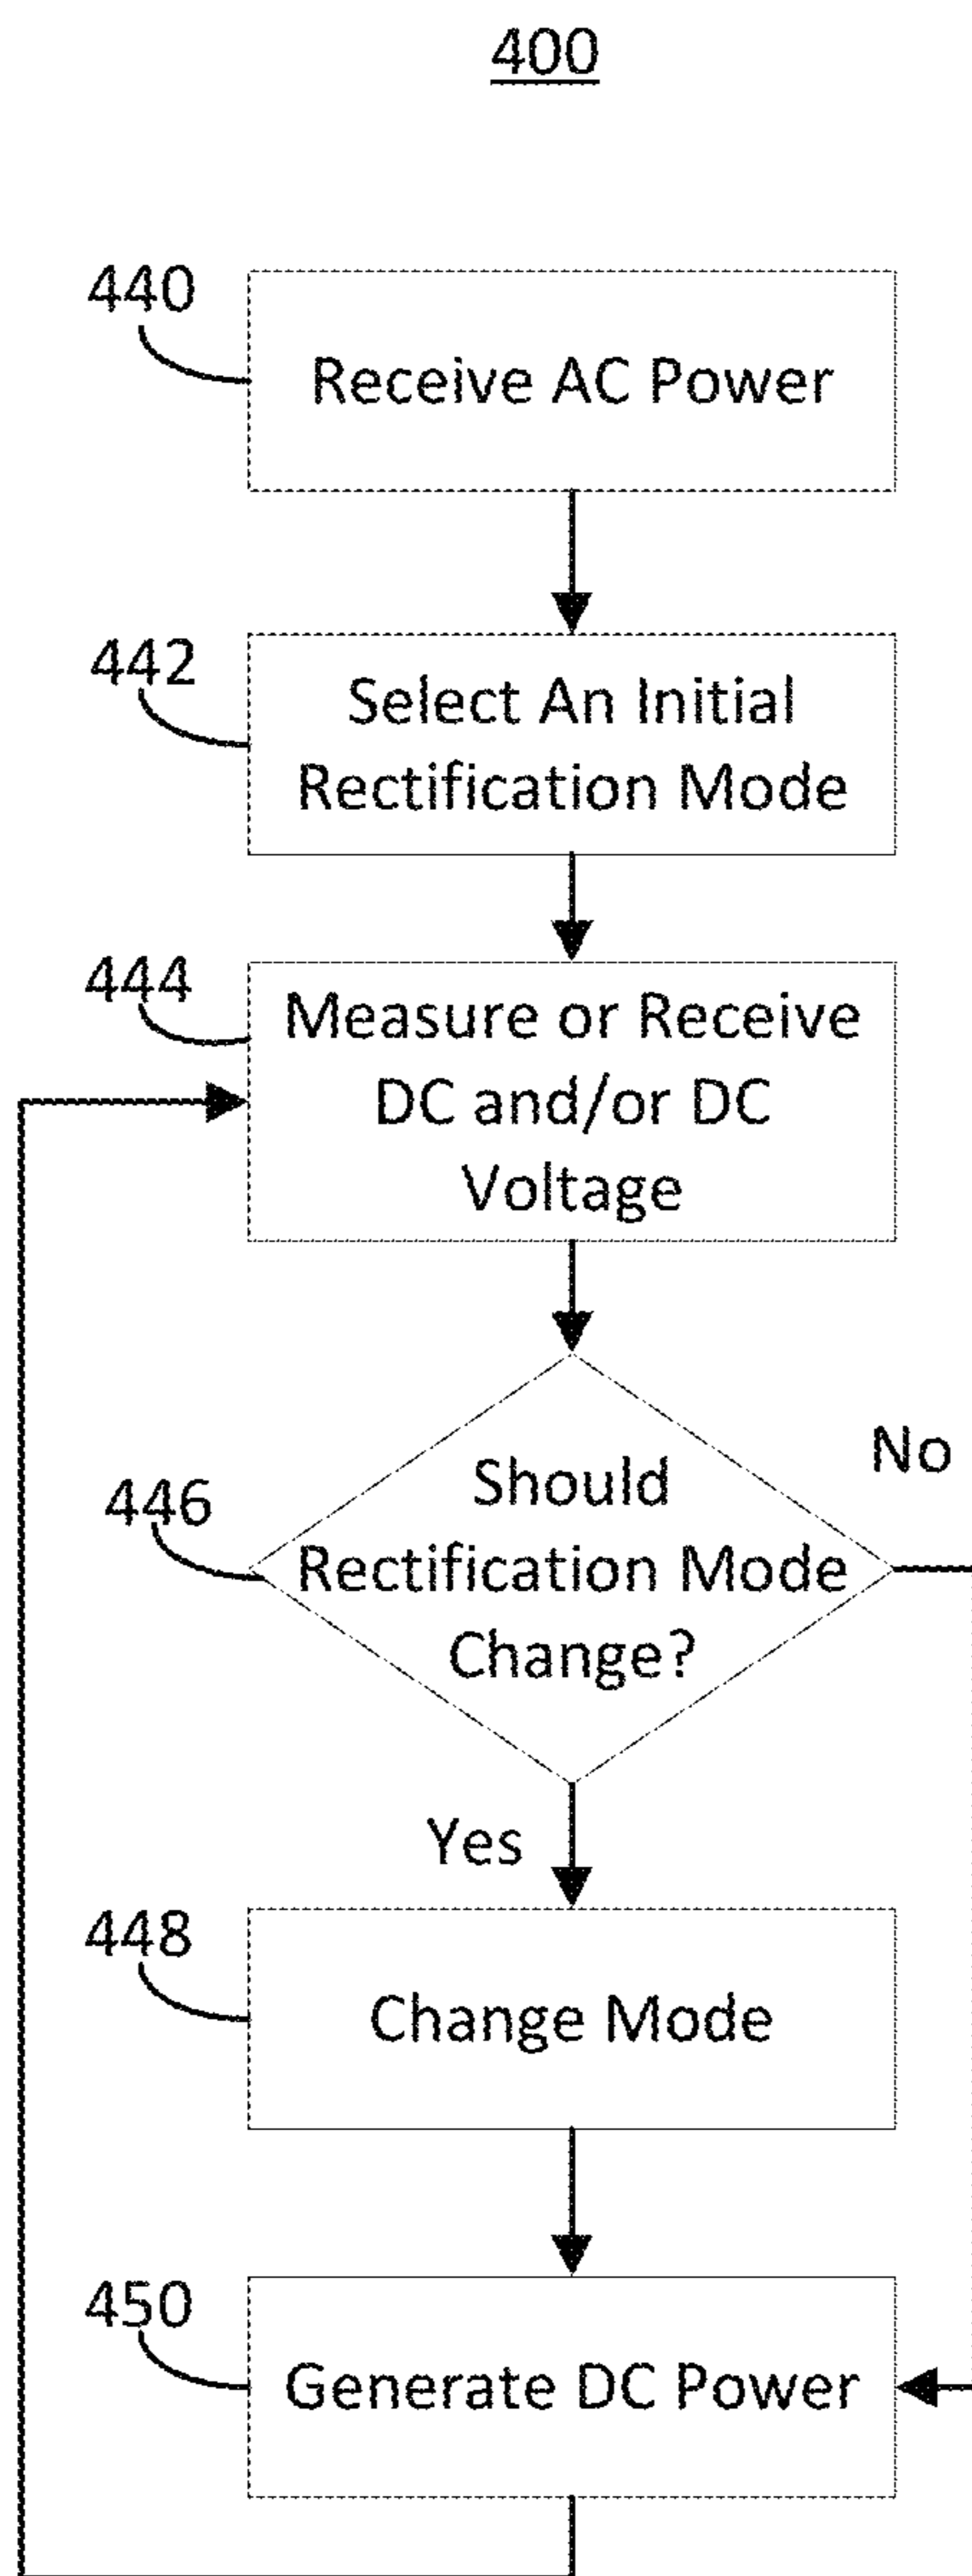 400
440
Receive AC Power
442
Select An Initial
Rectification Mode
444
Measure or Receive
DC and/or DC
Voltage
446
Should
Rectification Mode
Change?
No
Yes
448
Change Mode
450
Generate DC Power